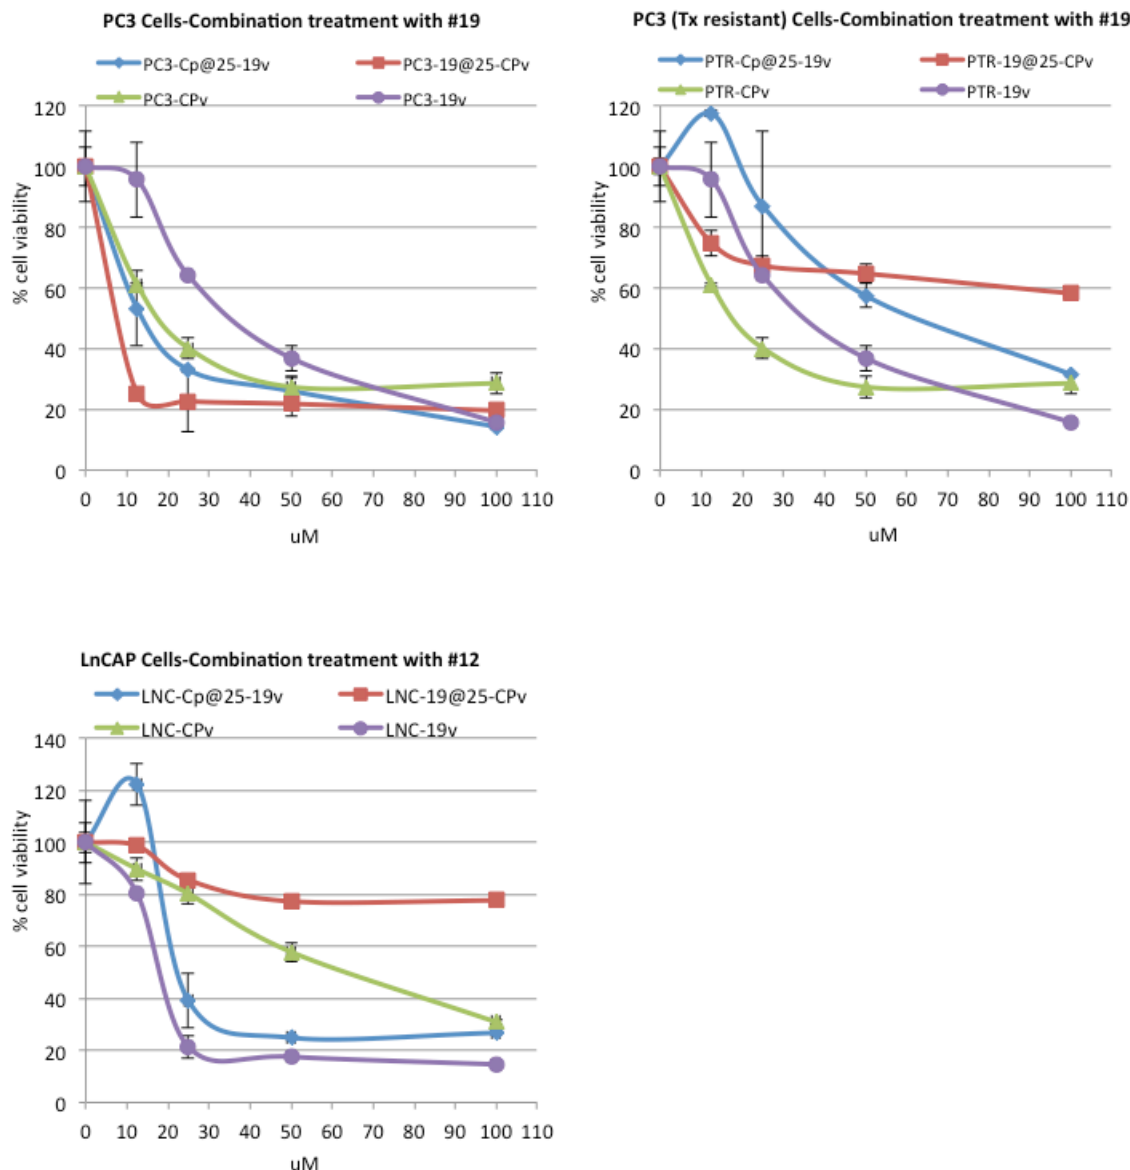 PC3 Cells-Combination treatment with #19
PC3-Cp@25-19v PC3-19@25-CPv
PC3-CPv PC3-19v
% cell viability
120
100
80
60
40
20
0
0 10 20 30 40 50 60 70 80 90 100 110
uM
PC3 (Tx resistant) Cells-Combination treatment with #19
PTR-Cp@25-19v PTR-19@25-CPv
PTR-CPv PTR-19v
% cell viability
120
100
80
60
40
20
0
0 10 20 30 40 50 60 70 80 90 100 110
uM
LnCAP Cells-Combination treatment with #12
LNC-Cp@25-19v LNC-19@25-CPv
LNC-CPv LNC-19v
% cell viability
140
120
100
80
60
40
20
0
0 10 20 30 40 50 60 70 80 90 100 110
uM